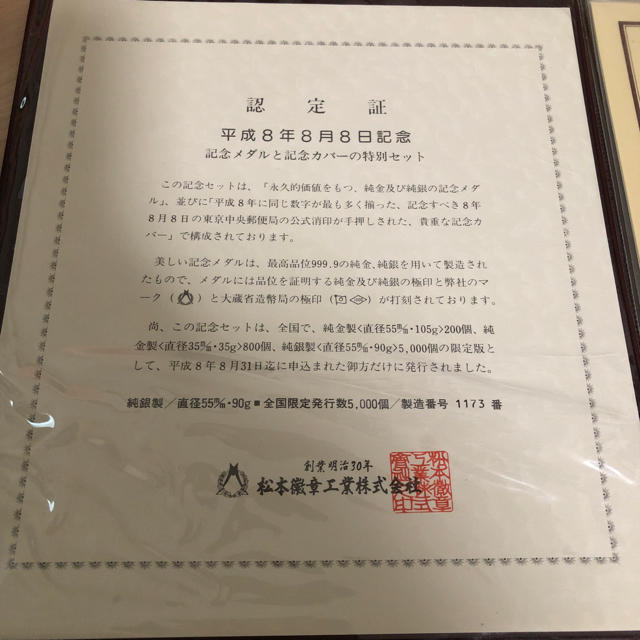 認定証
平成8年8月8日記念
記念メダルと記念カバーの特別セット
この記念セットは、「永久的価値をもつ、純金及び純銀の記念メダ
ル」、並びに「平成8年に同じ数字が最も多く揃った、記念すべき8年
8月8日の東京中央郵便局の公式消印が手押しされた、貴重な記念カ
バー」で構成されております。
美しい記念メダルは、最高品位999.9の純金、純銀を用いて製造され
たもので、メダルには品位を証明する純金及び純銀の極印と弊社のマ
ーク( )と大蔵省造幣局の極印( )が打刻されております。
尚、この記念セットは、全国で、純金製<直径55㎜・105g>200個、純
金製<直径35㎜・35g>800個、純銀製<直径55㎜・90g>5,000個の限定版と
して、平成8年8月31日迄に申込まれた御方だけに発行されました。
純銀製/直径55㎜・90g■全国限定発行数5,000個/製造番号 1173 番
創業明治30年
松本徽章工業株式会社